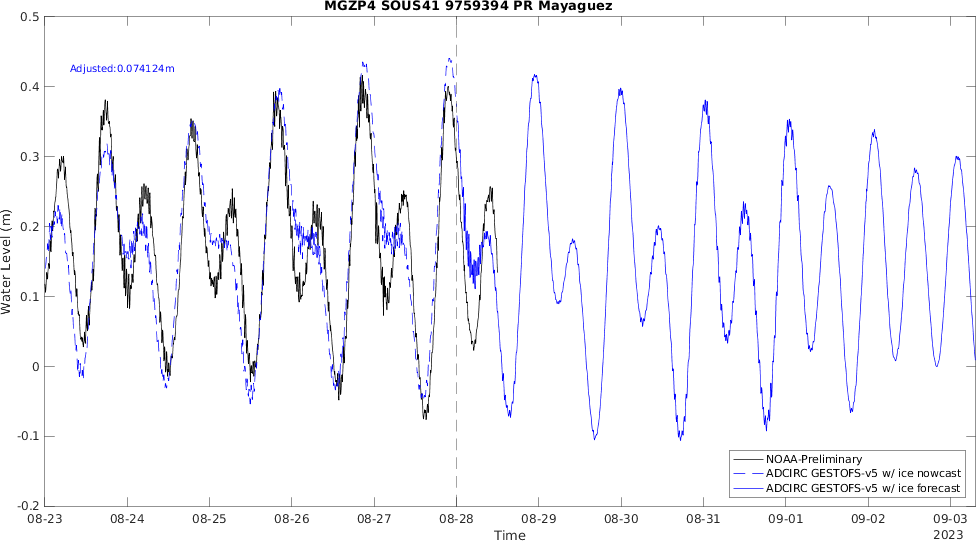 MGZP4 SOUS41 9759394 PR Mayaguez
0.5
Adjusted:0.074124m
0.4
0.3
0.2
0.1
0
-0.1
-0.2
Water Level (m)
NOAA-Preliminary
ADCIRC GESTOFS-v5 w/ ice nowcast
ADCIRC GESTOFS-v5 w/ ice forecast
08-23 08-24 08-25 08-26 08-27 08-28 08-29 08-30 08-31 09-01 09-02 09-03
Time
2023